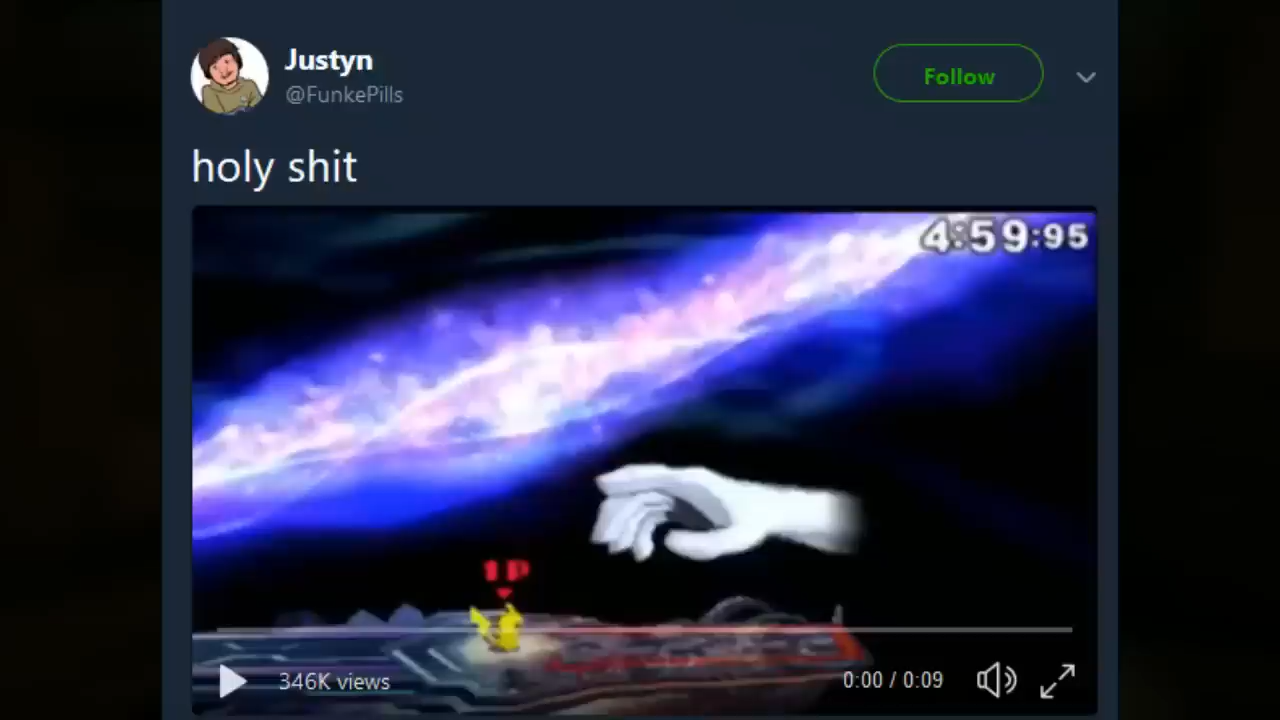 Justyn
@FunkePills
Follow
holy shit
4:59:95
1P
346K views
0:00 / 0:09